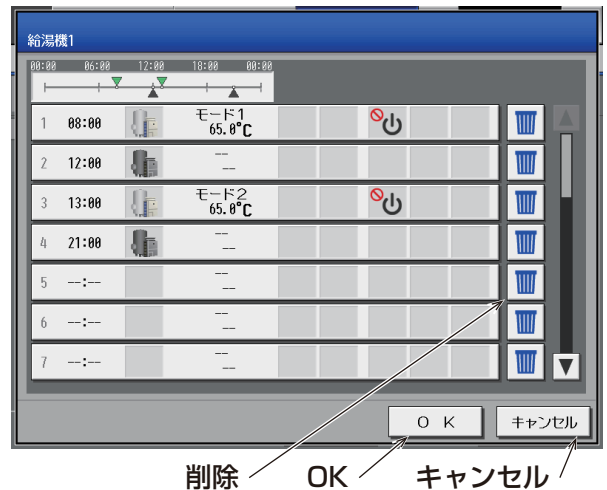 給湯機1
00:00 06:00 12:00 18:00 00:00
1 08:00 モード1
65.0°C
2 12:00 --
--
3 13:00 モード2
65.0°C
4 21:00 --
--
5 --:-- --
--
6 --:-- --
--
7 --:-- --
--
OK キャンセル
削除 OK キャンセル